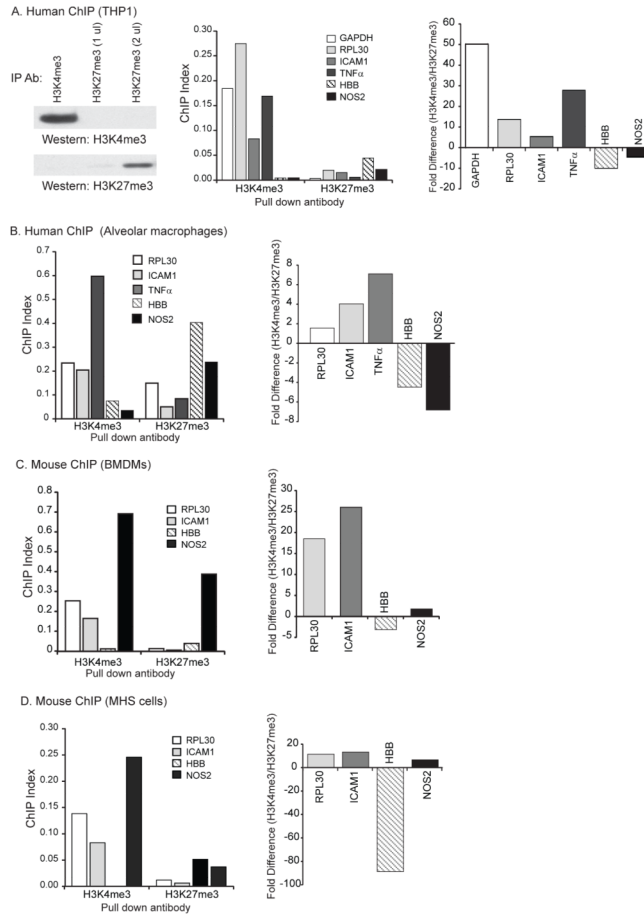 A. Human ChIP (THP1)
IP Ab:
H3K4me3
H3K27me3 (1 ul)
H3K27me3 (2 ul)
Western: H3K4me3
Western: H3K27me3
ChIP Index
0.30
0.25
0.20
0.15
0.10
0.05
0.00
GAPDH
RPL30
ICAM1
TNFα
HBB
NOS2
H3K4me3 H3K27me3
Pull down antibody
Fold Difference (H3K4me3/H3K27me3)
60
50
40
30
20
10
0
-10
-20
GAPDH
RPL30
ICAM1
TNFα
HBB
NOS2
B. Human ChIP (Alveolar macrophages)
ChIP Index
0.7
0.6
0.5
0.4
0.3
0.2
0.1
0
RPL30
ICAM1
TNFα
HBB
NOS2
H3K4me3 H3K27me3
Pull down antibody
Fold Difference (H3K4me3/H3K27me3)
8
6
4
2
0
-2
-4
-6
-8
RPL30
ICAM1
TNFα
HBB
NOS2
C. Mouse ChIP (BMDMs)
ChIP Index
0.8
0.7
0.6
0.5
0.4
0.3
0.2
0.1
0
RPL30
ICAM1
HBB
NOS2
H3K4me3 H3K27me3
Pull down antibody
Fold Difference (H3K4me3/H3K27me3)
30
25
20
15
10
5
0
-5
RPL30
ICAM1
HBB
NOS2
D. Mouse ChIP (MHS cells)
ChIP Index
0.30
0.25
0.20
0.15
0.10
0.05
0.00
RPL30
ICAM1
HBB
NOS2
H3K4me3 H3K27me3
Pull down antibody
Fold Difference (H3K4me3/H3K27me3)
20
0
-20
-40
-60
-80
-100
RPL30
ICAM1
HBB
NOS2